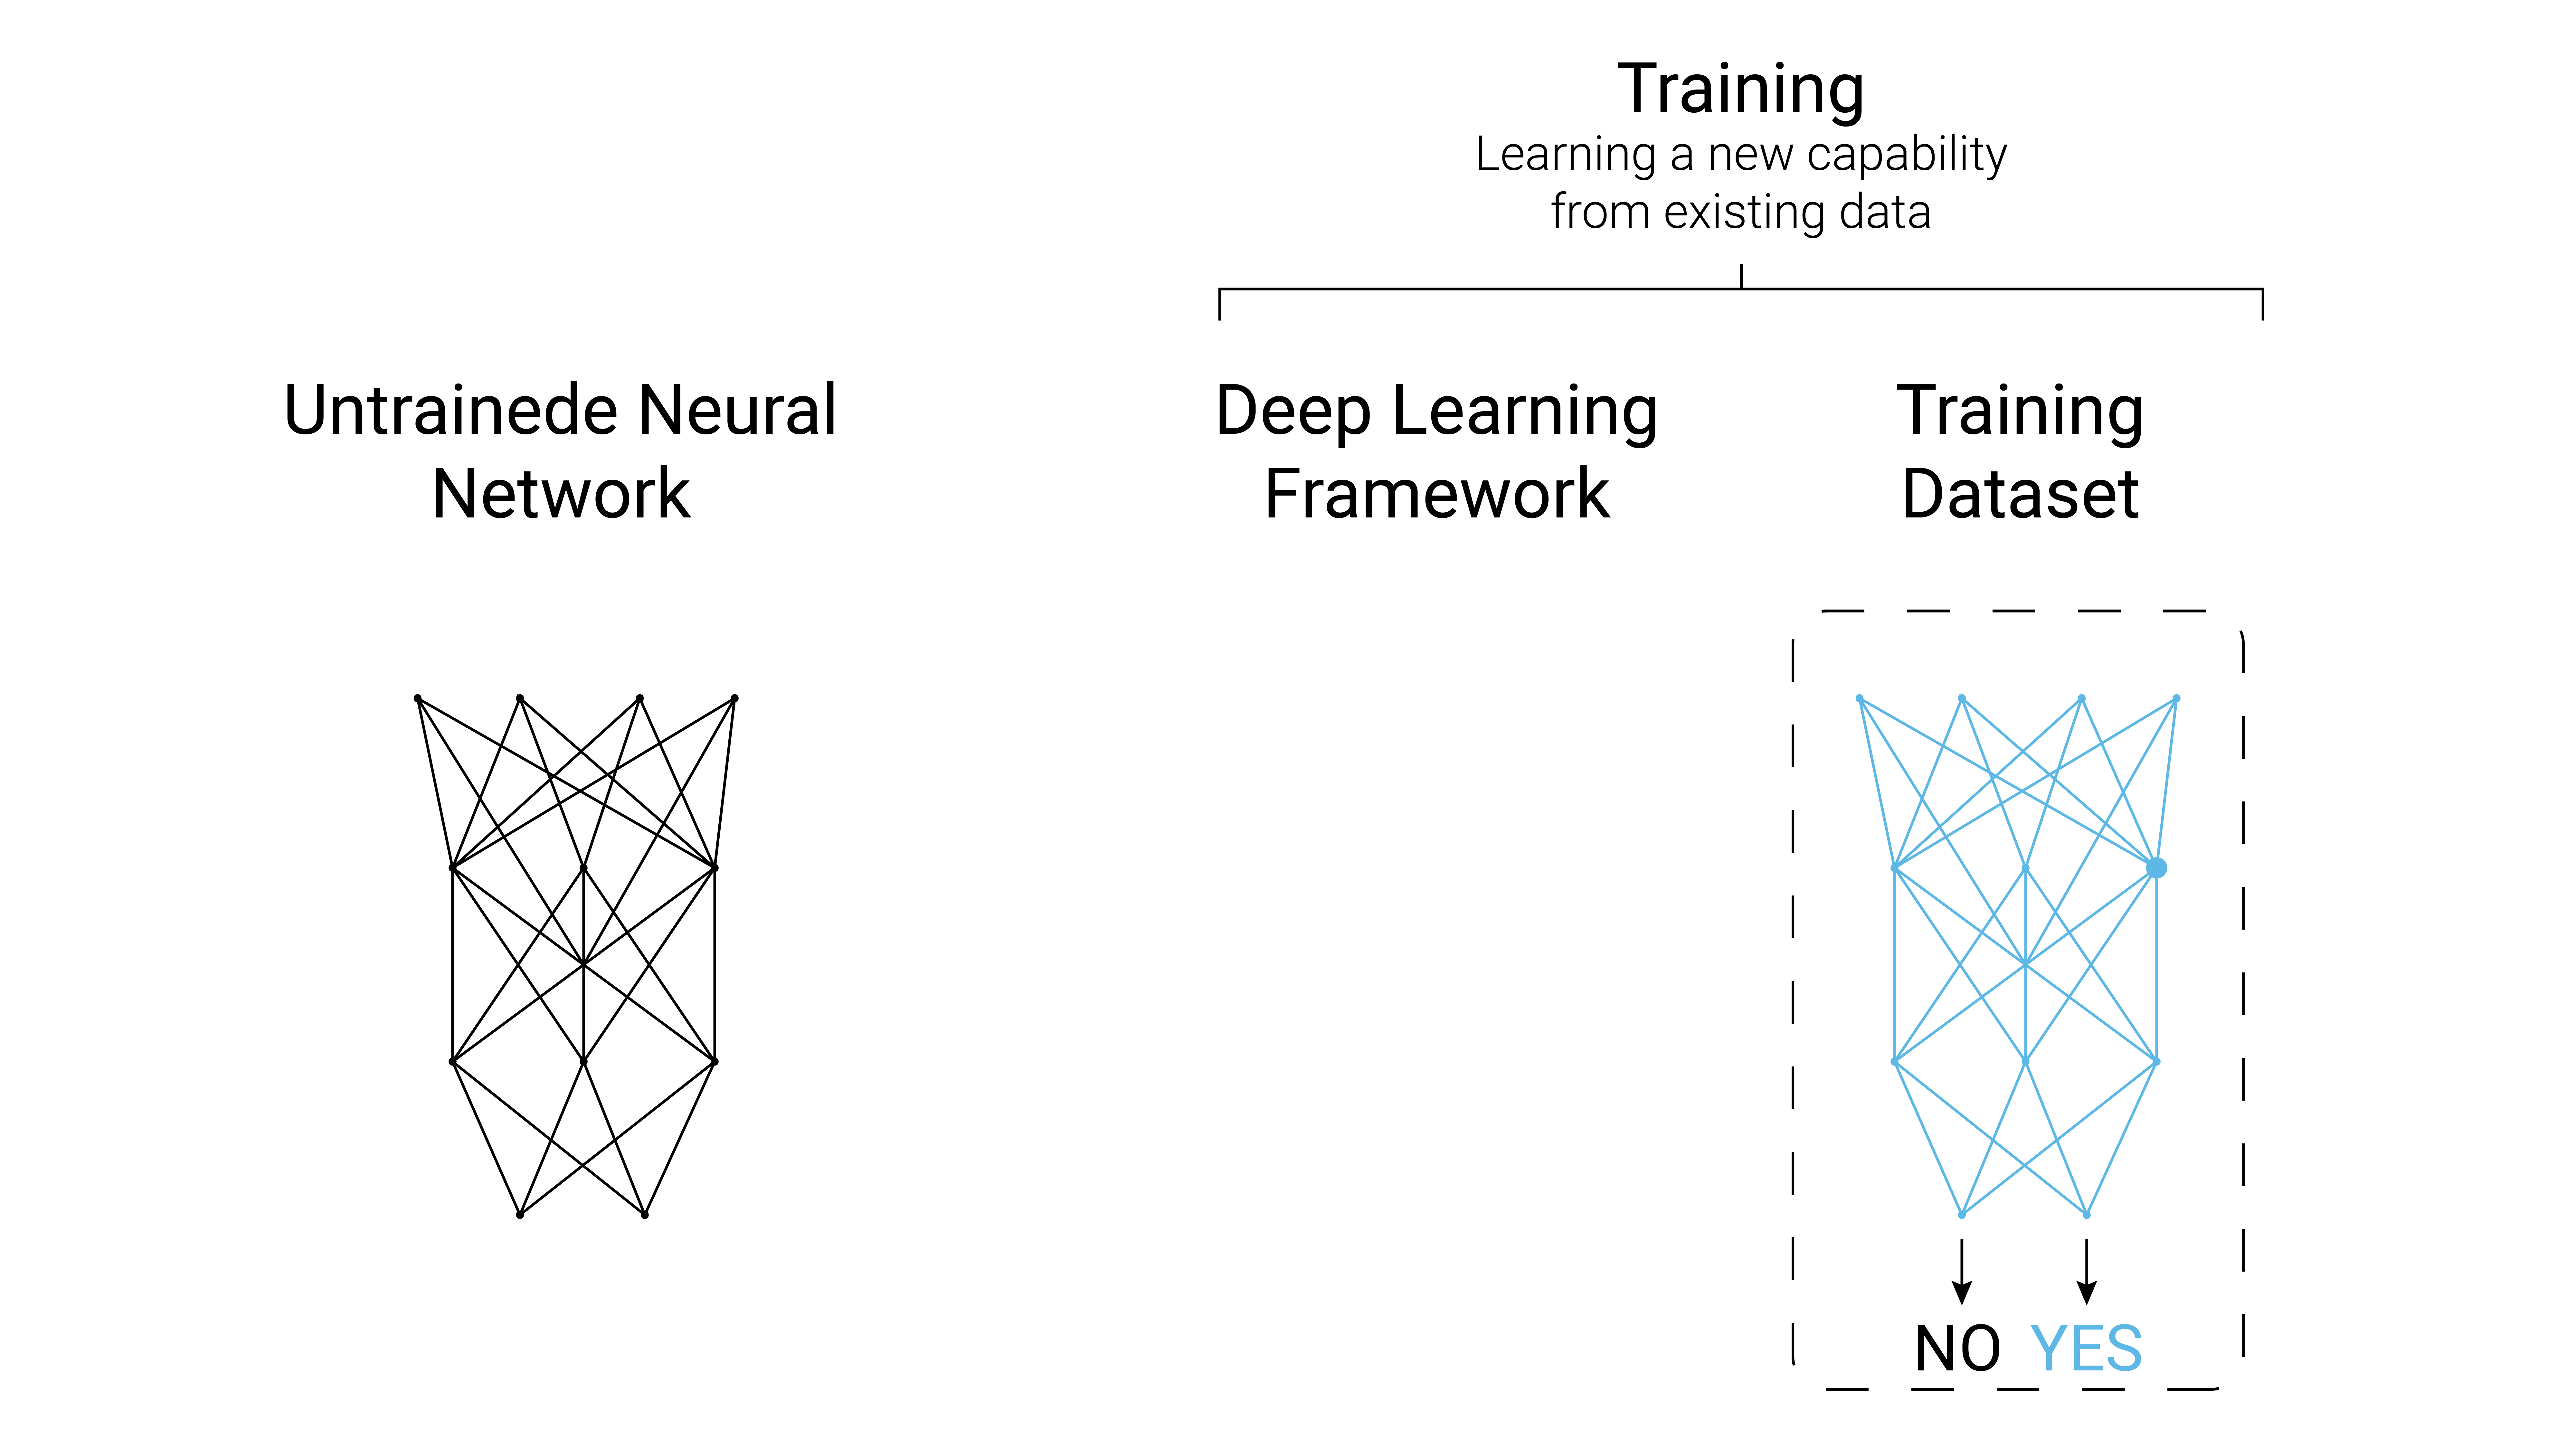 Training
Learning a new capability
from existing data
Untrainede Neural
Network
Deep Learning
Framework
Training
Dataset
NO YES